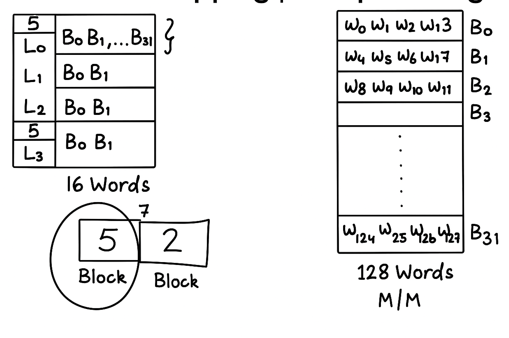 5
L0 B0 B1,...B31 }
L1 B0 B1
L2 B0 B1
5
L3 B0 B1
16 Words
7
5 2
Block Block
W0 W1 W2 W13 B0
W4 W5 W6 W17 B1
W8 W9 W10 W11 B2
B3
W124 W25 W126 W127 B31
128 Words
M/M